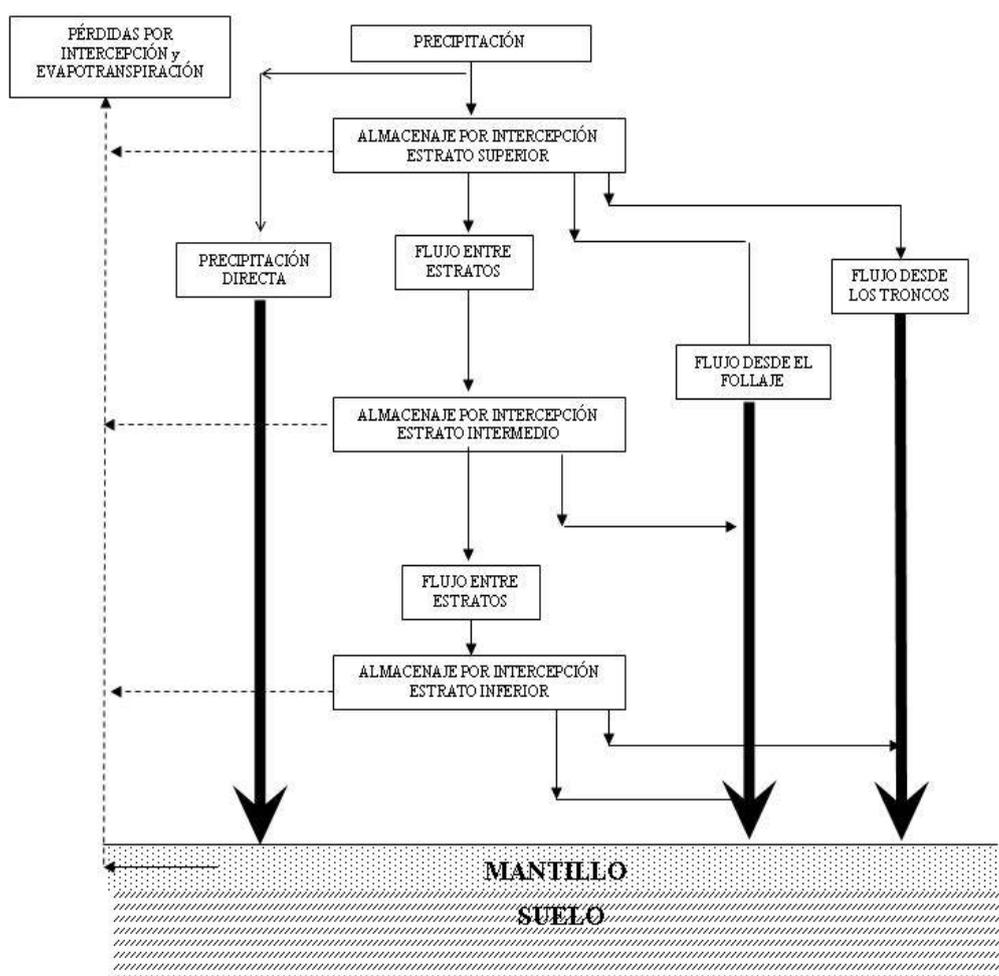 PÉRDIDAS POR
INTERCEPCIÓN y
EVAPOTRANSPIRACIÓN
PRECIPITACIÓN
ALMACENAJE POR INTERCEPCIÓN
ESTRATO SUPERIOR
PRECIPITACIÓN
DIRECTA
FLUJO ENTRE
ESTRATOS
FLUJO DESDE
LOS TRONCOS
FLUJO DESDE EL
FOLLAJE
ALMACENAJE POR INTERCEPCIÓN
ESTRATO INTERMEDIO
FLUJO ENTRE
ESTRATOS
ALMACENAJE POR INTERCEPCIÓN
ESTRATO INFERIOR
MANTILLO
SUELO